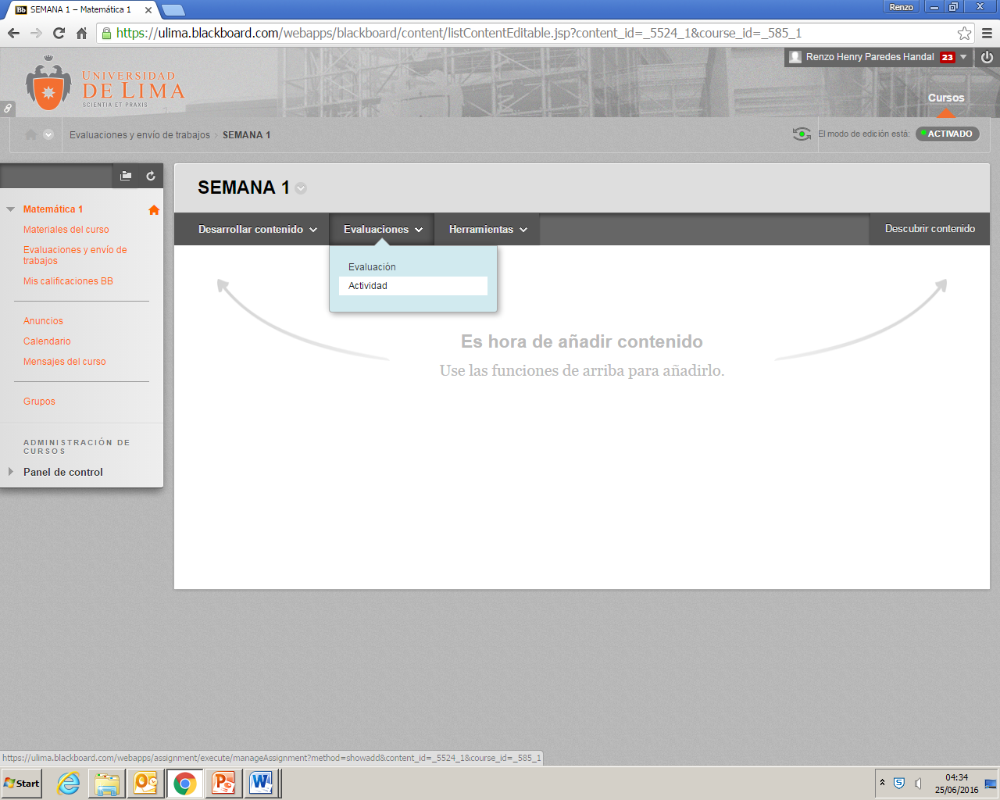 SEMANA 1 – Matemática 1
Renzo
https://ulima.blackboard.com/webapps/blackboard/content/listContentEditable.jsp?content_id=_5524_1&course_id=_585_1
Renzo Henry Paredes Handal 23
UNIVERSIDAD
DE LIMA
SCIENTIA ET PRAXIS
Cursos
Evaluaciones y envío de trabajos › SEMANA 1
El modo de edición está: ACTIVADO
SEMANA 1
Desarrollar contenido Evaluaciones Herramientas Descubrir contenido
Evaluación
Actividad
Es hora de añadir contenido
Use las funciones de arriba para añadirlo.
Matemática 1
Materiales del curso
Evaluaciones y envío de
trabajos
Mis calificaciones BB
Anuncios
Calendario
Mensajes del curso
Grupos
ADMINISTRACIÓN DE
CURSOS
Panel de control
https://ulima.blackboard.com/webapps/assignment/execute/manageAssignment?method=showadd&content_id=_5524_1&course_id=_585_1
Start
04:34
25/06/2016